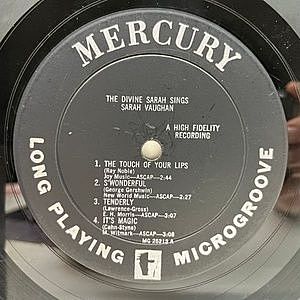 MERCURY
THE DIVINE SARAH SINGS
SARAH VAUGHAN
A HIGH FIDELITY
RECORDING
1. THE TOUCH OF YOUR LIPS
(Ray Noble)
Joy Music—ASCAP—2:44
2. S'WONDERFUL
(George Gershwin)
New World Music—ASCAP—2:27
3. TENDERLY
(Lawrence-Gross)
E. H. Morris—ASCAP—3:07
4. IT'S MAGIC
(Cahn-Styne)
M. Witmark—ASCAP—3:08
MG 25213 A
LONG PLAYING
MICROGROOVE